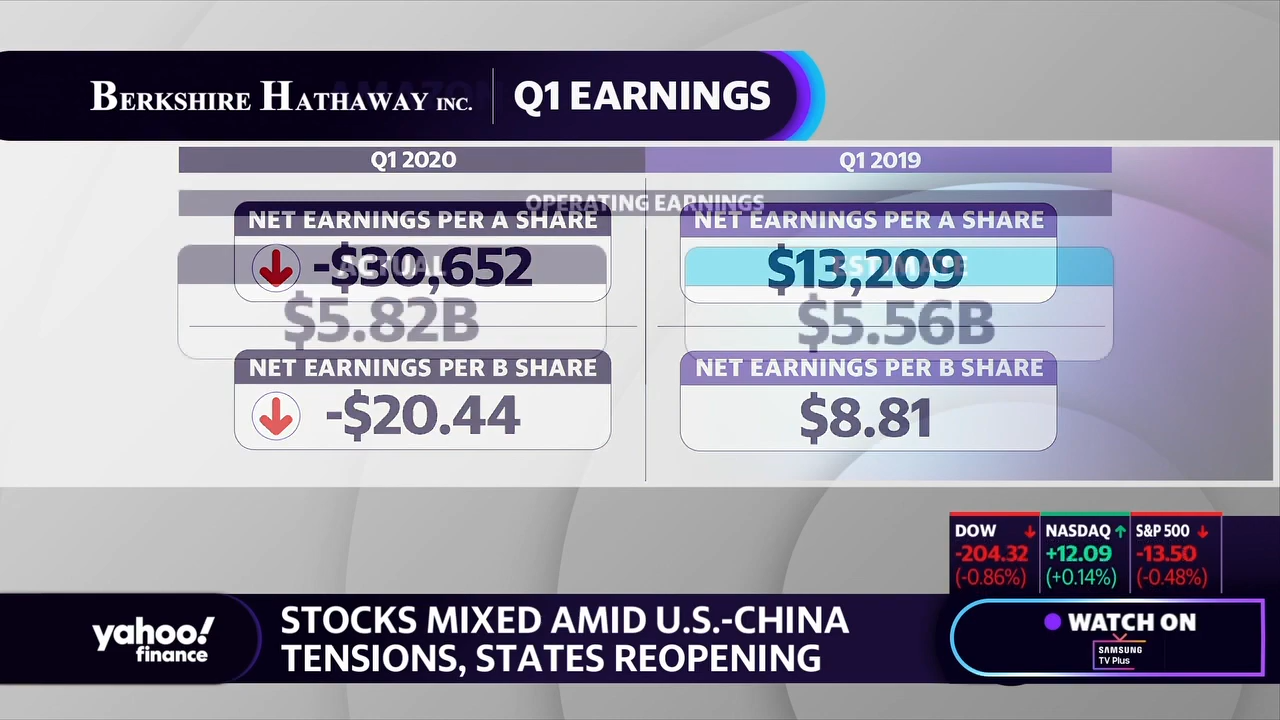 BERKSHIRE HATHAWAY INC.
Q1 EARNINGS
Q1 2020
Q1 2019
OPERATING EARNINGS
NET EARNINGS PER A SHARE
NET EARNINGS PER A SHARE
ACTUAL
-$30,652
ESTIMATE
$13,209
$5.82B
$5.56B
NET EARNINGS PER B SHARE
NET EARNINGS PER B SHARE
-$20.44
$8.81
DOW
-204.32
(-0.86%)
NASDAQ
+12.09
(+0.14%)
S&P 500
-13.50
(-0.48%)
yahoo!
finance
STOCKS MIXED AMID U.S.-CHINA
TENSIONS, STATES REOPENING
WATCH ON
SAMSUNG
TV Plus